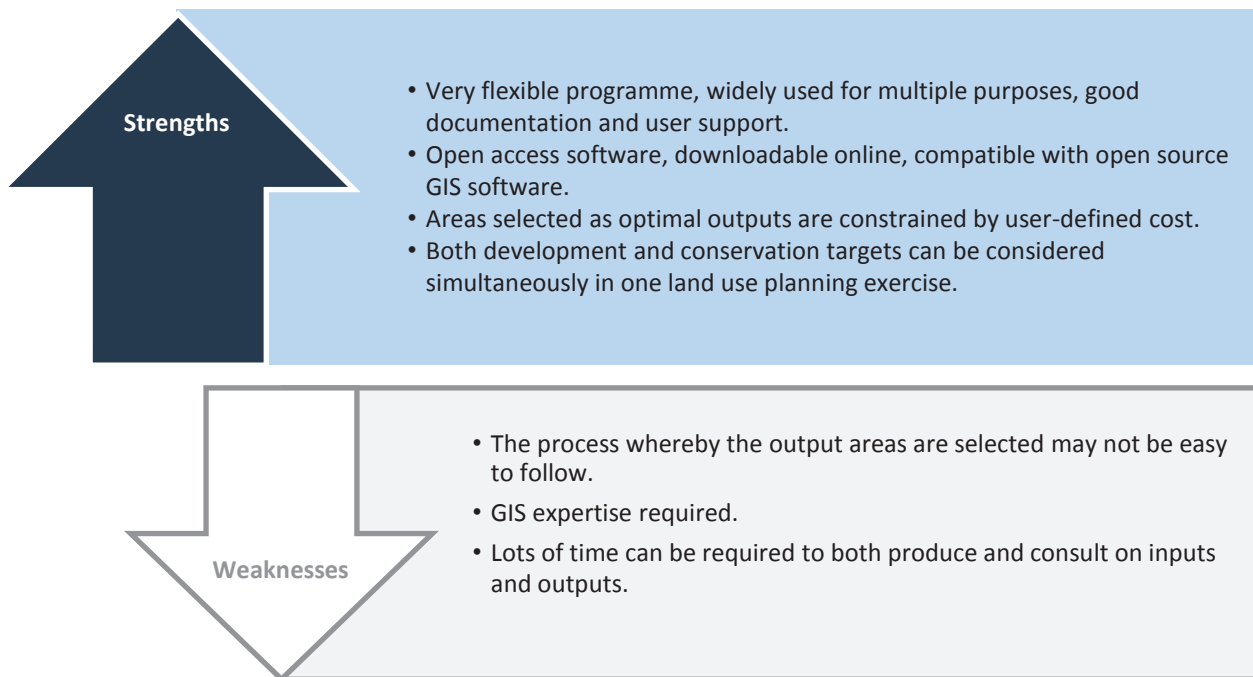 Strengths
• Very flexible programme, widely used for multiple purposes, good
documentation and user support.
• Open access software, downloadable online, compatible with open source
GIS software.
• Areas selected as optimal outputs are constrained by user-defined cost.
• Both development and conservation targets can be considered
simultaneously in one land use planning exercise.
Weaknesses
• The process whereby the output areas are selected may not be easy
to follow.
• GIS expertise required.
• Lots of time can be required to both produce and consult on inputs
and outputs.